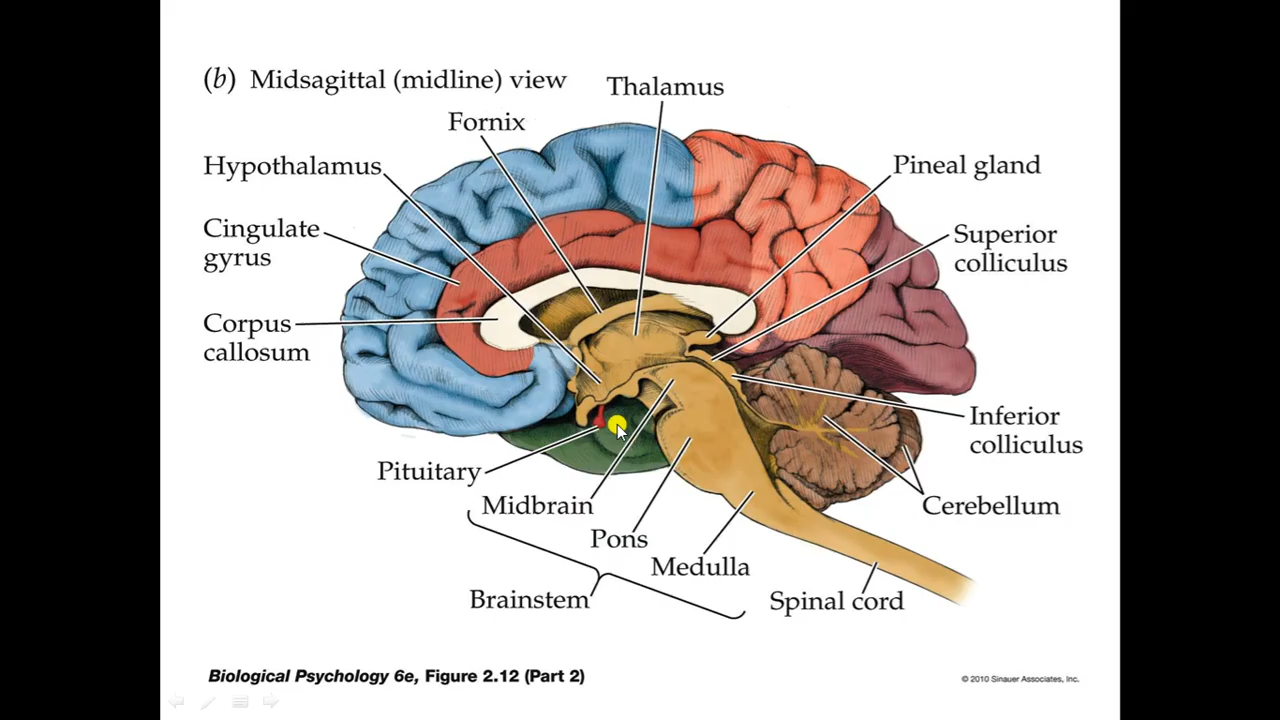 (b) Midsagittal (midline) view
Thalamus
Fornix
Hypothalamus
Pineal gland
Cingulate
gyrus
Superior
colliculus
Corpus
callosum
Inferior
colliculus
Pituitary
Midbrain
Cerebellum
Pons
Medulla
Brainstem
Spinal cord
Biological Psychology 6e, Figure 2.12 (Part 2)
© 2010 Sinauer Associates, Inc.